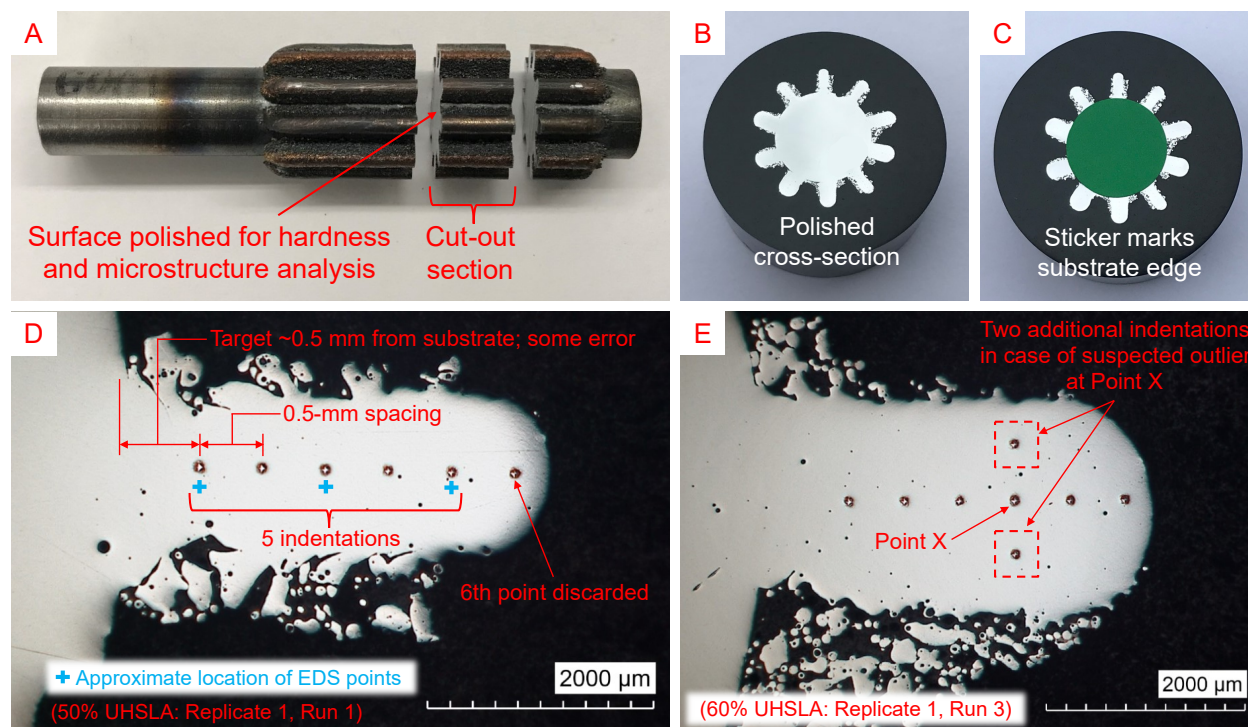 A
Surface polished for hardness
and microstructure analysis
Cut-out
section
B
Polished
cross-section
C
Sticker marks
substrate edge
D
Target ~0.5 mm from substrate; some error
0.5-mm spacing
5 indentations
6th point discarded
Approximate location of EDS points
(50% UHSLA: Replicate 1, Run 1)
2000 µm
E
Two additional indentations
in case of suspected outlier
at Point X
Point X
(60% UHSLA: Replicate 1, Run 3)
2000 µm